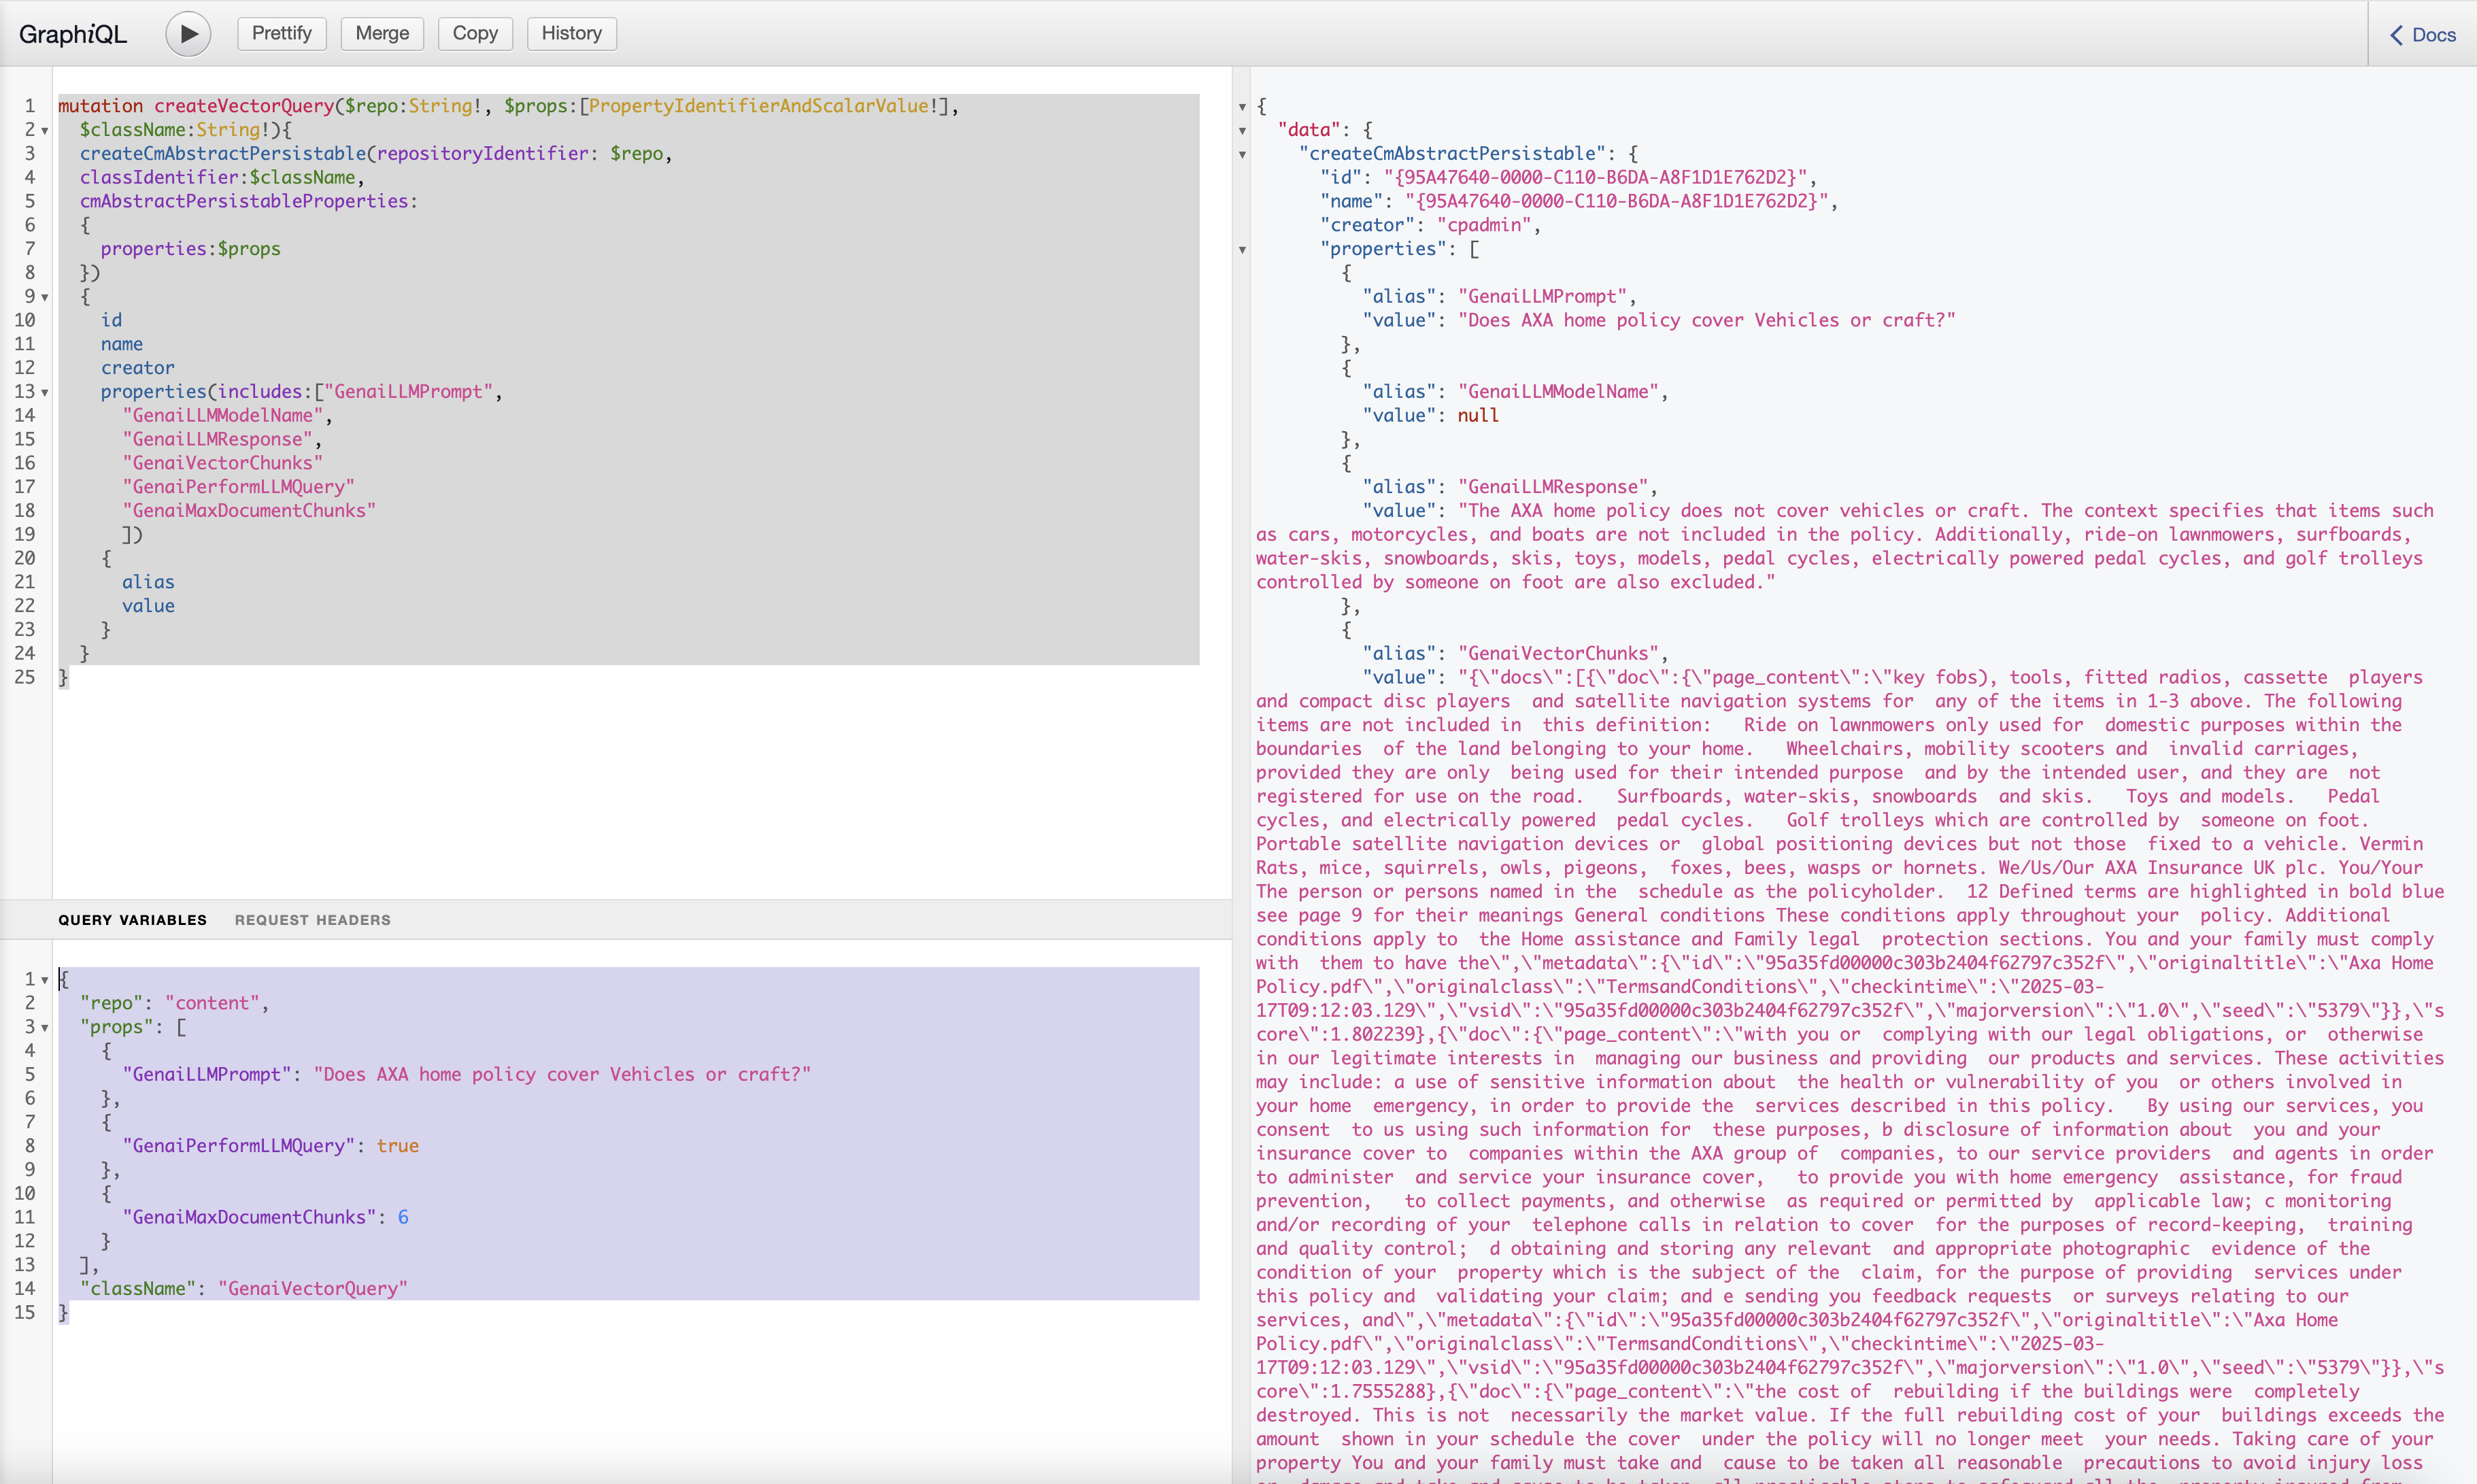 GraphiQL
Prettify
Merge
Copy
History
Docs
1 mutation createVectorQuery($repo:String!, $props:[PropertyIdentifierAndScalarValue!],
2 $className:String!){
3 createCmAbstractPersistable(repositoryIdentifier: $repo,
4 classIdentifier:$className,
5 cmAbstractPersistableProperties:
6 {
7 properties:$props
8 })
9 {
10 id
11 name
12 creator
13 properties(includes:["GenaiLLMPrompt",
14 "GenaiLLMModelName",
15 "GenaiLLMResponse",
16 "GenaiVectorChunks"
17 "GenaiPerformLLMQuery"
18 "GenaiMaxDocumentChunks"
19 ])
20 {
21 alias
22 value
23 }
24 }
25 }
QUERY VARIABLES REQUEST HEADERS
1 {
2 "repo": "content",
3 "props": [
4 {
5 "GenaiLLMPrompt": "Does AXA home policy cover Vehicles or craft?"
6 },
7 {
8 "GenaiPerformLLMQuery": true
9 },
10 {
11 "GenaiMaxDocumentChunks": 6
12 }
13 ],
14 "className": "GenaiVectorQuery"
15 }
{
"data": {
"createCmAbstractPersistable": {
"id": "{95A47640-0000-C110-B6DA-A8F1D1E762D2}",
"name": "{95A47640-0000-C110-B6DA-A8F1D1E762D2}",
"creator": "cpadmin",
"properties": [
{
"alias": "GenaiLLMPrompt",
"value": "Does AXA home policy cover Vehicles or craft?"
},
{
"alias": "GenaiLLMModelName",
"value": null
},
{
"alias": "GenaiLLMResponse",
"value": "The AXA home policy does not cover vehicles or craft. The context specifies that items such
as cars, motorcycles, and boats are not included in the policy. Additionally, ride-on lawnmowers, surfboards,
water-skis, snowboards, skis, toys, models, pedal cycles, electrically powered pedal cycles, and golf trolleys
controlled by someone on foot are also excluded."
},
{
"alias": "GenaiVectorChunks",
"value": "{\"docs\":[{\"doc\":{\"page_content\":\"key fobs), tools, fitted radios, cassette  players
and compact disc players  and satellite navigation systems for  any of the items in 1-3 above. The following
items are not included in  this definition:   Ride on lawnmowers only used for  domestic purposes within the
boundaries  of the land belonging to your home.   Wheelchairs, mobility scooters and  invalid carriages,
provided they are only  being used for their intended purpose  and by the intended user, and they are  not
registered for use on the road.   Surfboards, water-skis, snowboards  and skis.   Toys and models.   Pedal
cycles, and electrically powered  pedal cycles.   Golf trolleys which are controlled by  someone on foot.
Portable satellite navigation devices or  global positioning devices but not those  fixed to a vehicle. Vermin
Rats, mice, squirrels, owls, pigeons,  foxes, bees, wasps or hornets. We/Us/Our AXA Insurance UK plc. You/Your
The person or persons named in the  schedule as the policyholder.  12 Defined terms are highlighted in bold blue
see page 9 for their meanings General conditions These conditions apply throughout your  policy. Additional
conditions apply to  the Home assistance and Family legal  protection sections. You and your family must comply
with  them to have the\",\"metadata\":{\"id\":\"95a35fd00000c303b2404f62797c352f\",\"originaltitle\":\"Axa Home
Policy.pdf\",\"originalclass\":\"TermsandConditions\",\"checkintime\":\"2025-03-
17T09:12:03.129\",\"vsid\":\"95a35fd00000c303b2404f62797c352f\",\"majorversion\":\"1.0\",\"seed\":\"5379\"}},\"s
core\":1.802239},{\"doc\":{\"page_content\":\"with you or  complying with our legal obligations, or  otherwise
in our legitimate interests in  managing our business and providing  our products and services. These activities
may include: a use of sensitive information about  the health or vulnerability of you  or others involved in
your home  emergency, in order to provide the  services described in this policy.   By using our services, you
consent  to us using such information for  these purposes, b disclosure of information about  you and your
insurance cover to  companies within the AXA group of  companies, to our service providers  and agents in order
to administer  and service your insurance cover,   to provide you with home emergency  assistance, for fraud
prevention,   to collect payments, and otherwise  as required or permitted by  applicable law; c monitoring
and/or recording of your  telephone calls in relation to cover  for the purposes of record-keeping,  training
and quality control;  d obtaining and storing any relevant  and appropriate photographic  evidence of the
condition of your  property which is the subject of the  claim, for the purpose of providing  services under
this policy and  validating your claim; and e sending you feedback requests  or surveys relating to our
services, and\",\"metadata\":{\"id\":\"95a35fd00000c303b2404f62797c352f\",\"originaltitle\":\"Axa Home
Policy.pdf\",\"originalclass\":\"TermsandConditions\",\"checkintime\":\"2025-03-
17T09:12:03.129\",\"vsid\":\"95a35fd00000c303b2404f62797c352f\",\"majorversion\":\"1.0\",\"seed\":\"5379\"}},\"s
core\":1.7555288},{\"doc\":{\"page_content\":\"the cost of  rebuilding if the buildings were  completely
destroyed. This is not  necessarily the market value. If the full rebuilding cost of your  buildings exceeds the
amount  shown in your schedule the cover  under the policy will no longer meet  your needs. Taking care of your
property You and your family must take and  cause to be taken all reasonable  precautions to avoid injury loss